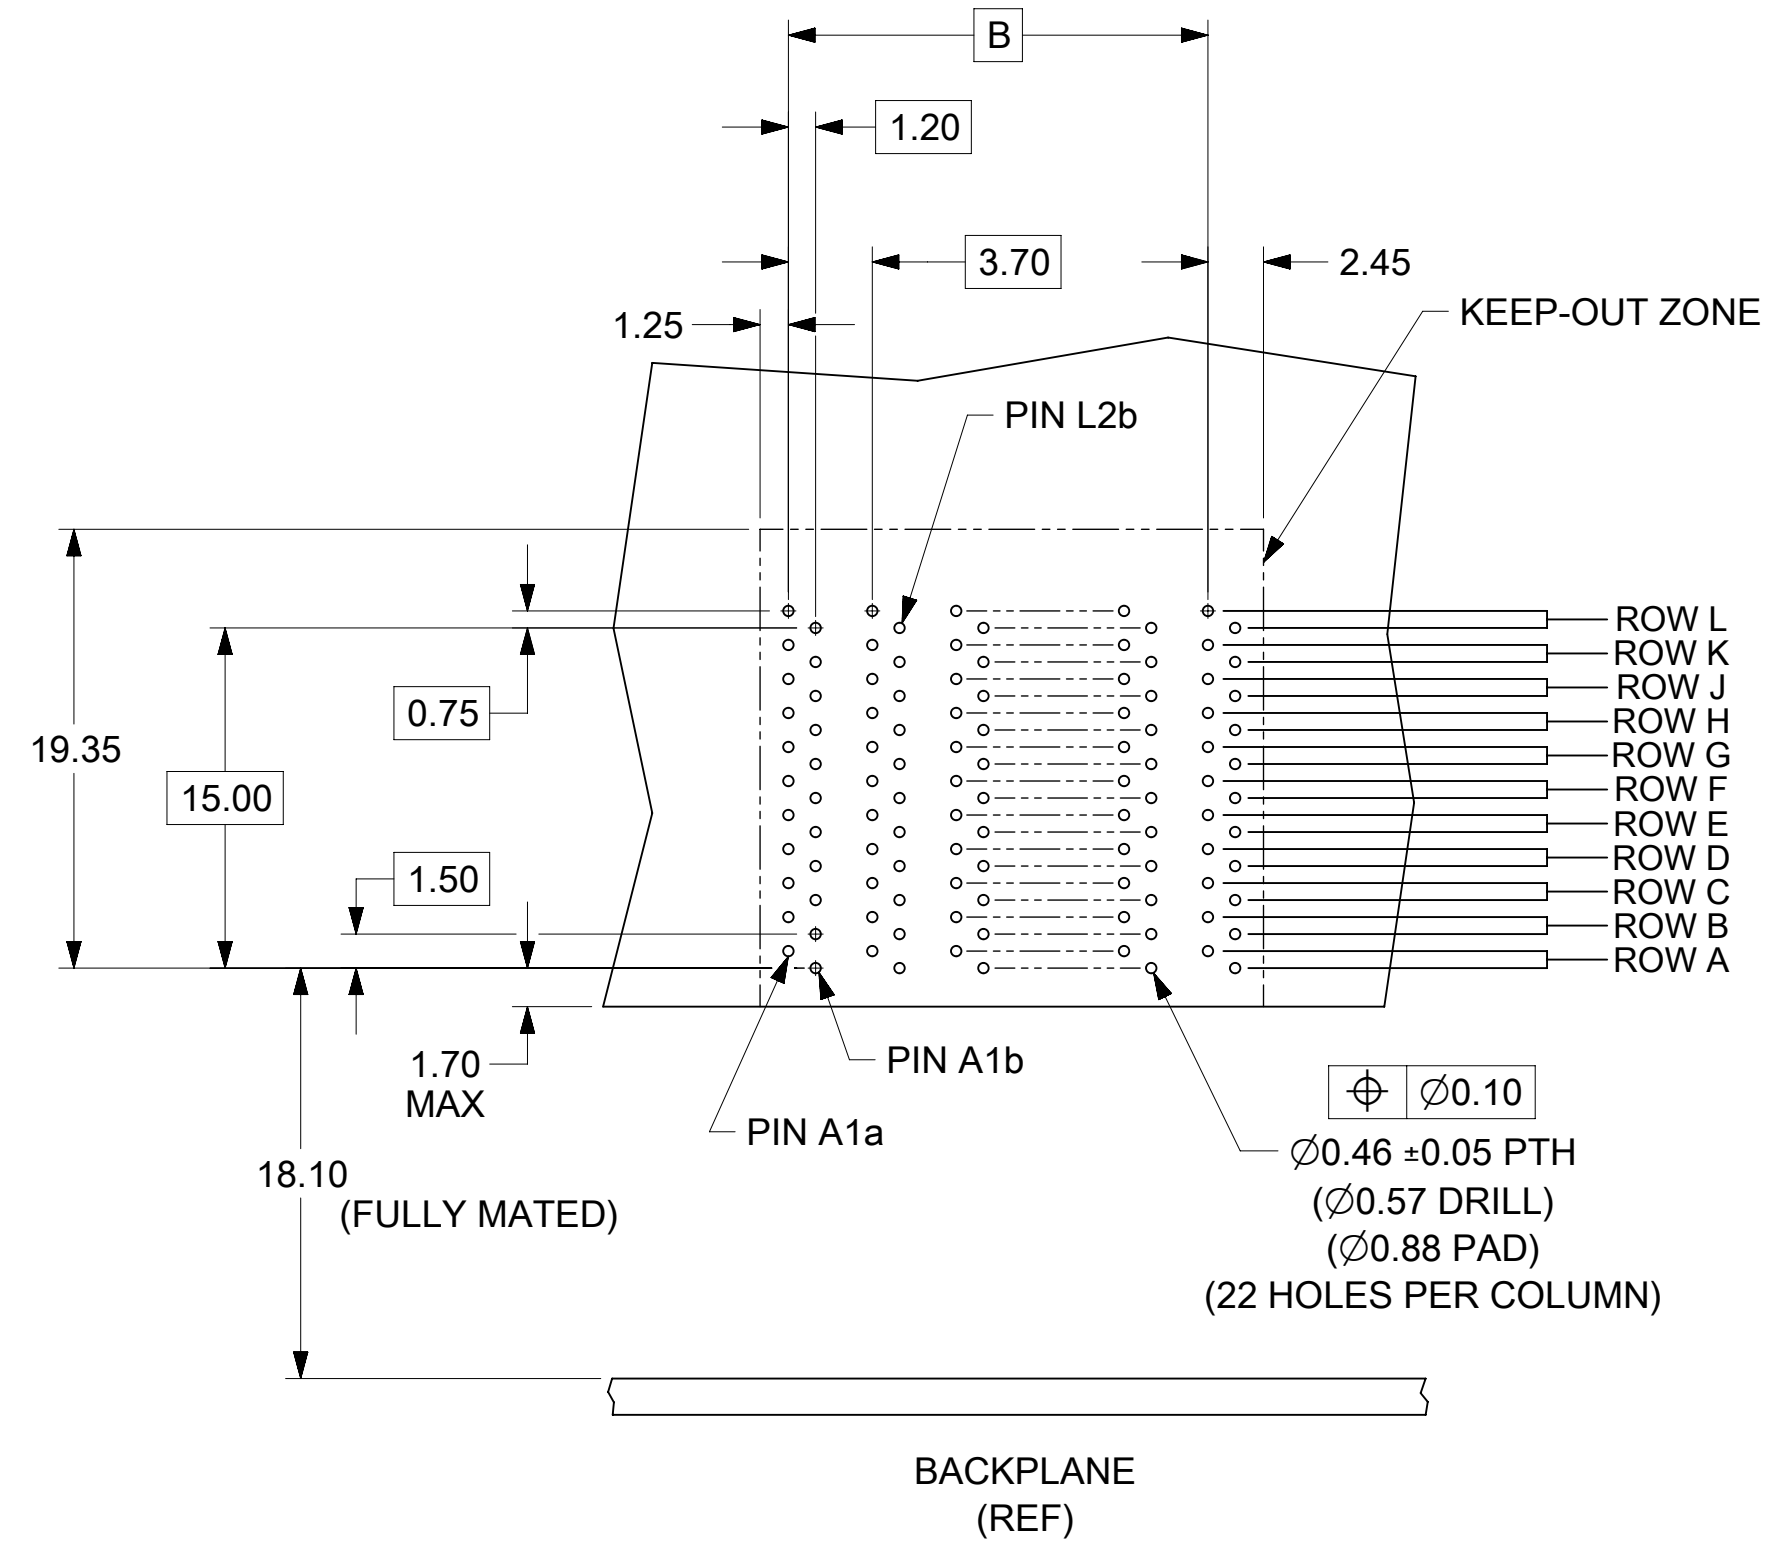 B
1.20
3.70
2.45
1.25
KEEP-OUT ZONE
PIN L2b
ROW L
ROW K
ROW J
ROW H
ROW G
ROW F
ROW E
ROW D
ROW C
ROW B
ROW A
0.75
19.35
15.00
1.50
1.70
MAX
PIN A1b
PIN A1a
⌖ ∅0.10
∅0.46 ±0.05 PTH
(∅0.57 DRILL)
(∅0.88 PAD)
(22 HOLES PER COLUMN)
18.10
(FULLY MATED)
BACKPLANE
(REF)